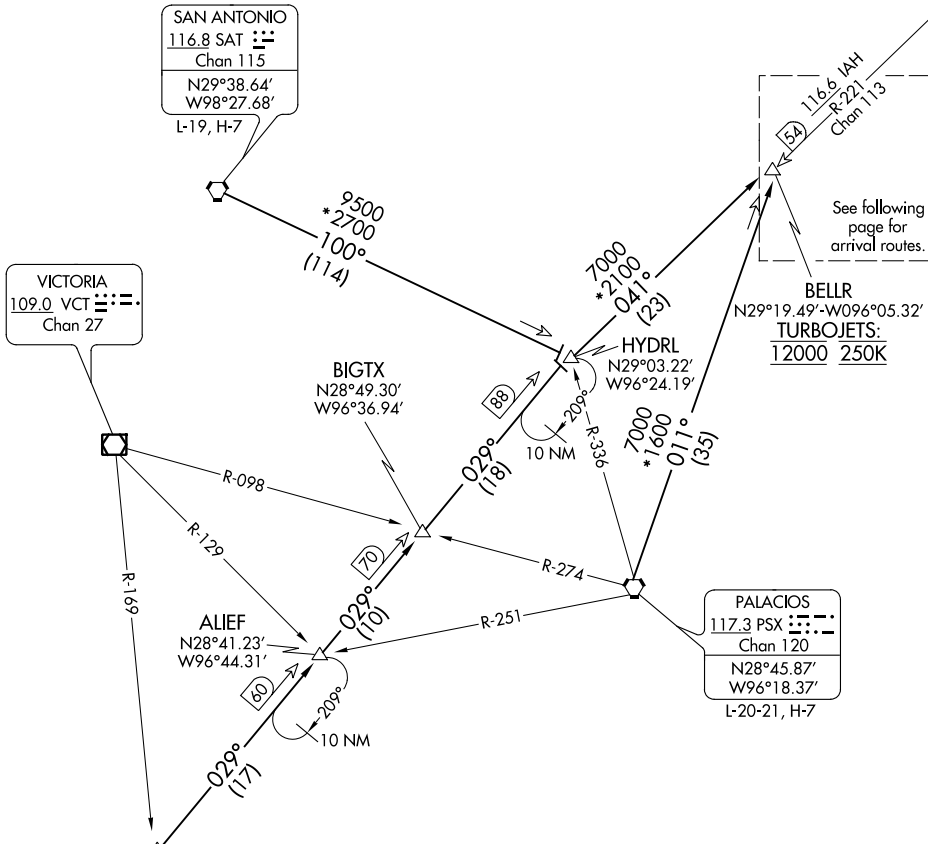 SAN ANTONIO
116.8 SAT
Chan 115
N29°38.64'
W98°27.68'
L-19, H-7
116.6 IAH
R-221
Chan 113
54
See following
page for
arrival routes.
9500
*2700
100°
(114)
7000
*2100
041°
(23)
BELLR
N29°19.49'-W096°05.32'
TURBOJETS:
12000 250K
VICTORIA
109.0 VCT
Chan 27
HYDRL
N29°03.22'
W96°24.19'
BIGTX
N28°49.30'
W96°36.94'
88
209°
10 NM
R-336
7000
*1600
011°
(35)
029°
(18)
R-098
R-129
R-169
70
R-274
R-251
029°
(10)
ALIEF
N28°41.23'
W96°44.31'
60
209°
10 NM
PALACIOS
117.3 PSX
Chan 120
N28°45.87'
W96°18.37'
L-20-21, H-7
029°
(17)